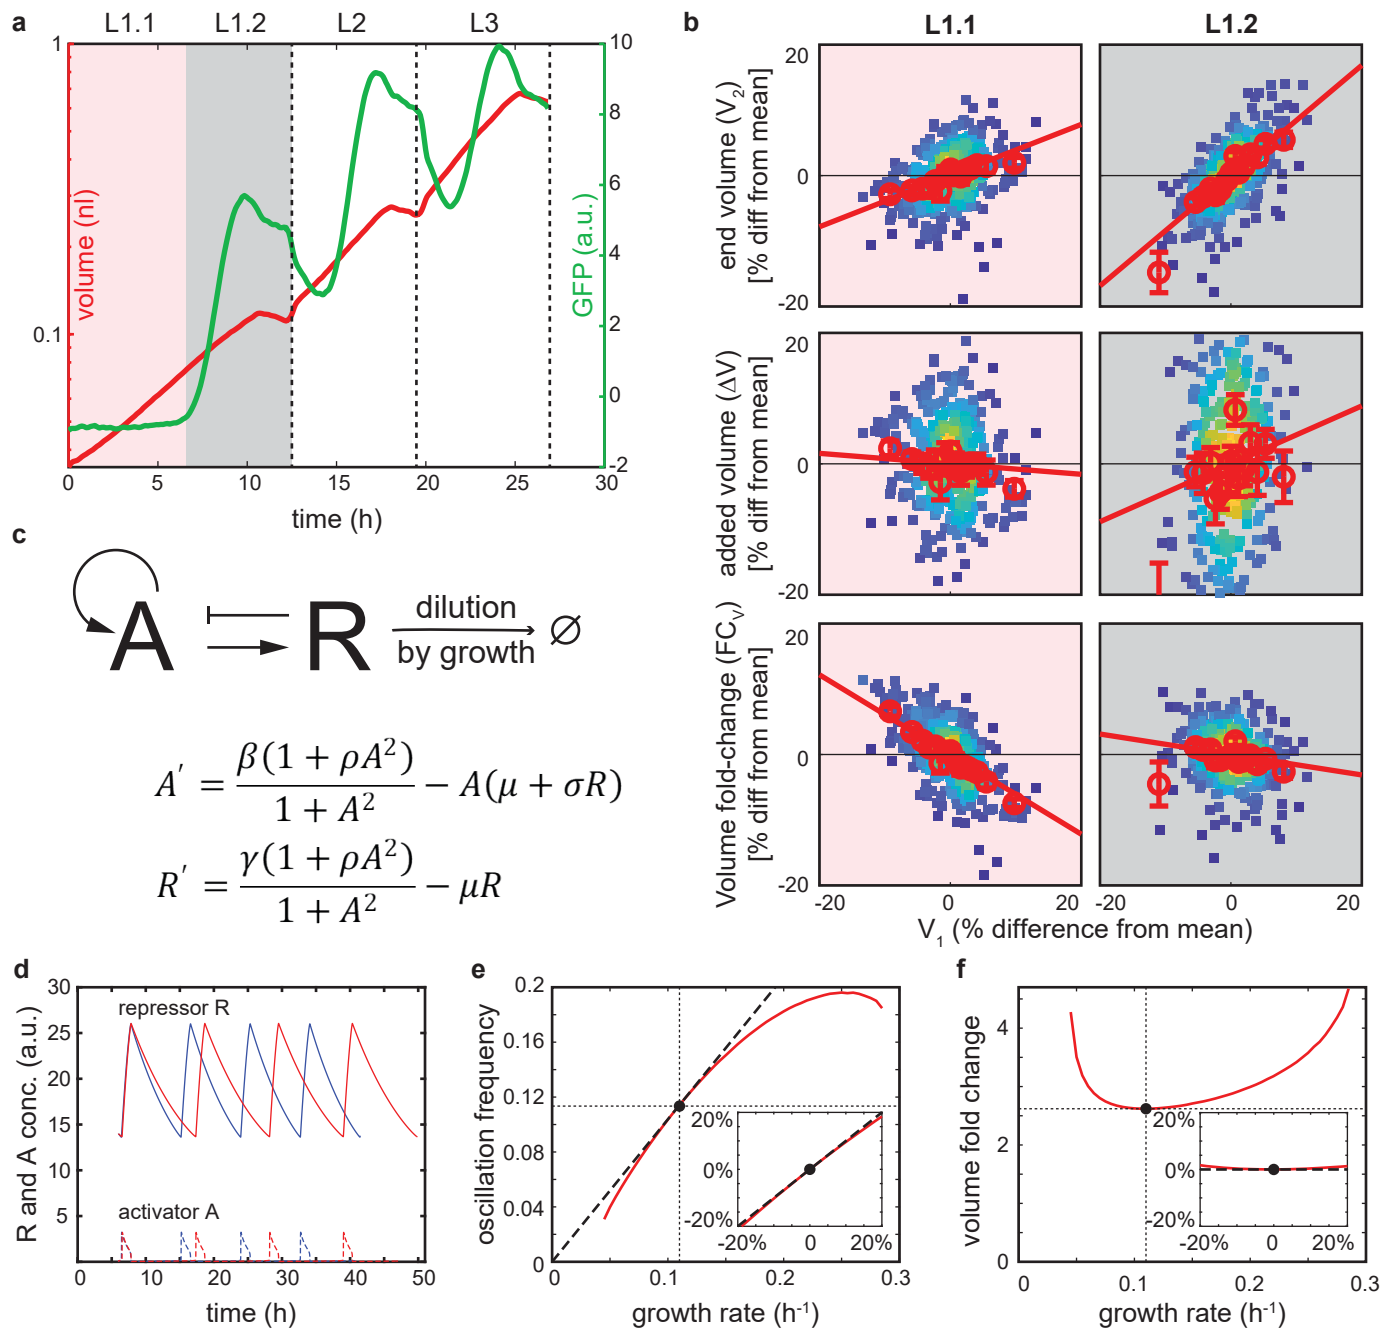 a
L1.1 L1.2 L2 L3
1
0.1
volume (nl)
10
8
6
4
2
0
-2
GFP (a.u.)
0 5 10 15 20 25 30
time (h)
b
L1.1 L1.2
20
0
-20
end volume (V2)
[% diff from mean]
20
0
-20
added volume (ΔV)
[% diff from mean]
20
0
-20
Volume fold-change (FCV)
[% diff from mean]
-20 0 20
-20 0 20
V1 (% difference from mean)
c
A R dilution by growth ∅
A′ = β(1 + ρA²) / (1 + A²) − A(μ + σR)
R′ = γ(1 + ρA²) / (1 + A²) − μR
d
30
25
20
15
10
5
R and A conc. (a.u.)
repressor R
activator A
0 10 20 30 40 50
time (h)
e
0.2
0.16
0.12
0.08
0.04
0
oscillation frequency
20%
0%
-20%
-20% 0 20%
0 0.1 0.2 0.3
growth rate (h⁻¹)
f
4
2
0
volume fold change
20%
0%
-20%
-20% 0 20%
0 0.1 0.2 0.3
growth rate (h⁻¹)